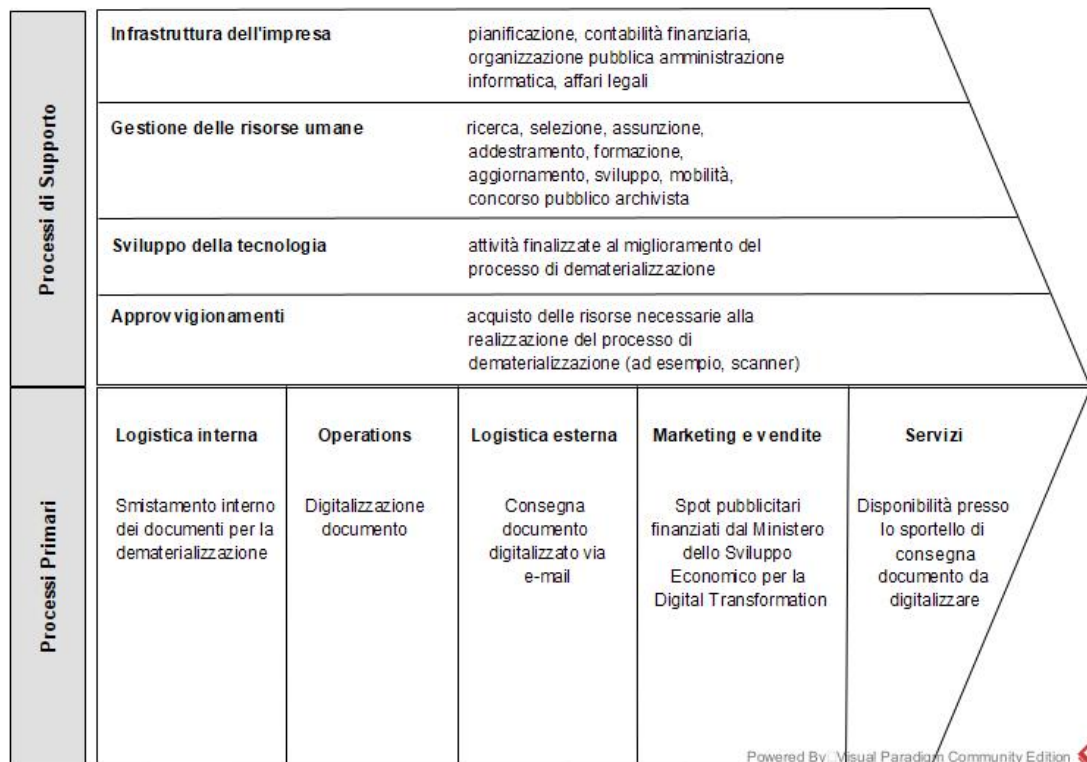 Processi di Supporto
Infrastruttura dell'impresa
pianificazione, contabilità finanziaria,
organizzazione pubblica amministrazione
informatica, affari legali
Gestione delle risorse umane
ricerca, selezione, assunzione,
addestramento, formazione,
aggiornamento, sviluppo, mobilità,
concorso pubblico archivista
Sviluppo della tecnologia
attività finalizzate al miglioramento del
processo di dematerializzazione
Approvvigionamenti
acquisto delle risorse necessarie alla
realizzazione del processo di
dematerializzazione (ad esempio, scanner)
Processi Primari
Logistica interna
Smistamento interno
dei documenti per la
dematerializzazione
Operations
Digitalizzazione
documento
Logistica esterna
Consegna
documento
digitalizzato via
e-mail
Marketing e vendite
Spot pubblicitari
finanziati dal Ministero
dello Sviluppo
Economico per la
Digital Transformation
Servizi
Disponibilità presso
lo sportello di
consegna
documento da
digitalizzare
Powered By Visual Paradigm Community Edition